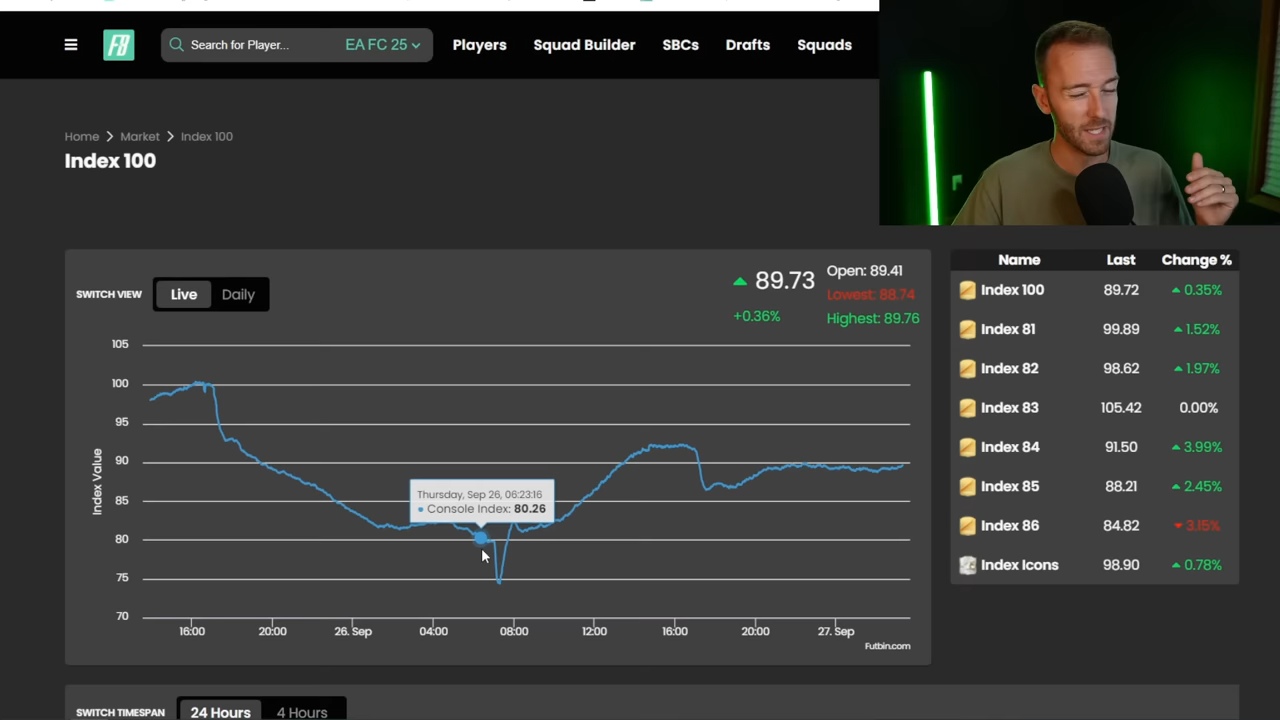 FB
Search for Player...
EA FC 25
Players
Squad Builder
SBCs
Drafts
Squads
Home > Market > Index 100
Index 100
SWITCH VIEW
Live
Daily
89.73
+0.36%
Open: 89.41
Lowest: 88.74
Highest: 89.76
Index Value
105
100
95
90
85
80
75
70
Thursday, Sep 26, 06:23:16
Console Index: 80.26
16:00 20:00 26. Sep 04:00 08:00 12:00 16:00 20:00 27. Sep
Futbin.com
Name Last Change %
Index 100 89.72 0.35%
Index 81 99.89 1.52%
Index 82 98.62 1.97%
Index 83 105.42 0.00%
Index 84 91.50 3.99%
Index 85 88.21 2.45%
Index 86 84.82 3.15%
Index Icons 98.90 0.78%
SWITCH TIMESPAN
24 Hours
4 Hours